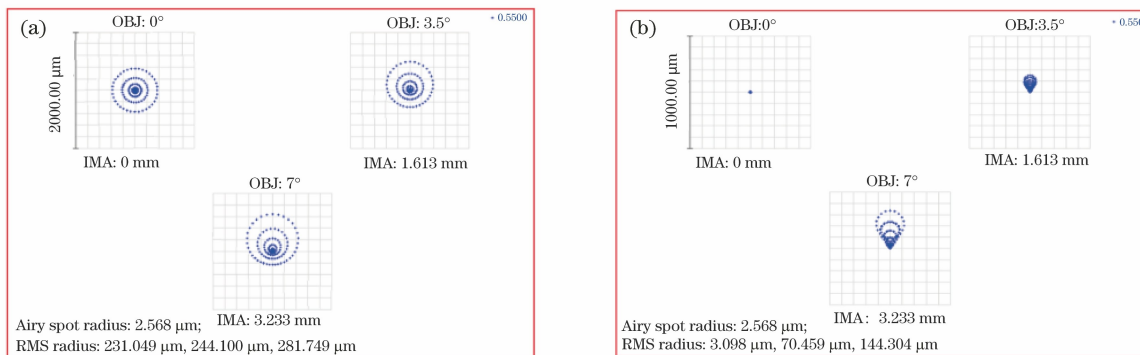 (a)
OBJ: 0°
OBJ: 3.5°
0.5500
2000.00 μm
IMA: 0 mm
IMA: 1.613 mm
OBJ: 7°
IMA: 3.233 mm
Airy spot radius: 2.568 μm;
RMS radius: 231.049 μm, 244.100 μm, 281.749 μm
(b)
OBJ:0°
OBJ:3.5°
1000.00 μm
IMA: 0 mm
IMA: 1.613 mm
OBJ: 7°
IMA: 3.233 mm
Airy spot radius: 2.568 μm;
RMS radius: 3.098 μm, 70.459 μm, 144.304 μm